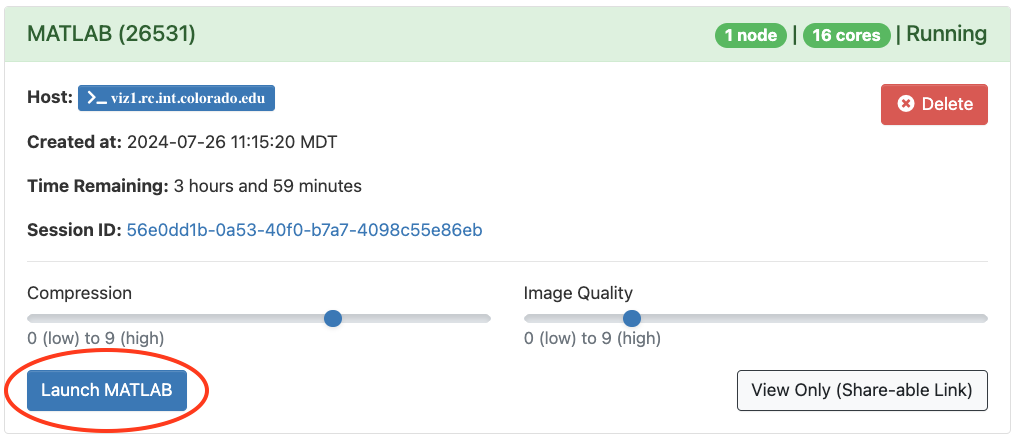 MATLAB (26531) 1 node | 16 cores | Running
Host: >_ viz1.rc.int.colorado.edu Delete
Created at: 2024-07-26 11:15:20 MDT
Time Remaining: 3 hours and 59 minutes
Session ID: 56e0dd1b-0a53-40f0-b7a7-4098c55e86eb
Compression Image Quality
0 (low) to 9 (high) 0 (low) to 9 (high)
Launch MATLAB View Only (Share-able Link)